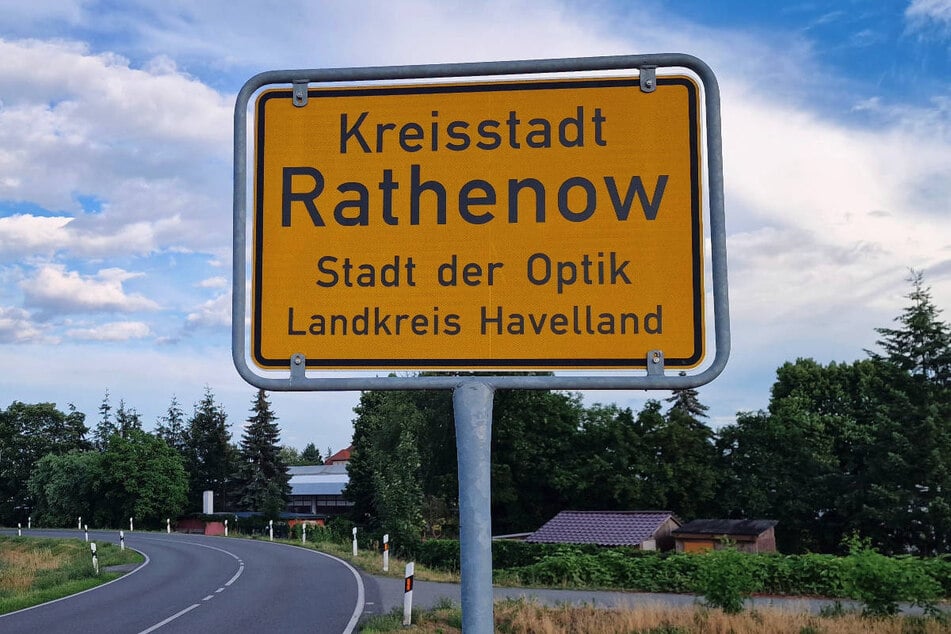 Kreisstadt
Rathenow
Stadt der Optik
Landkreis Havelland